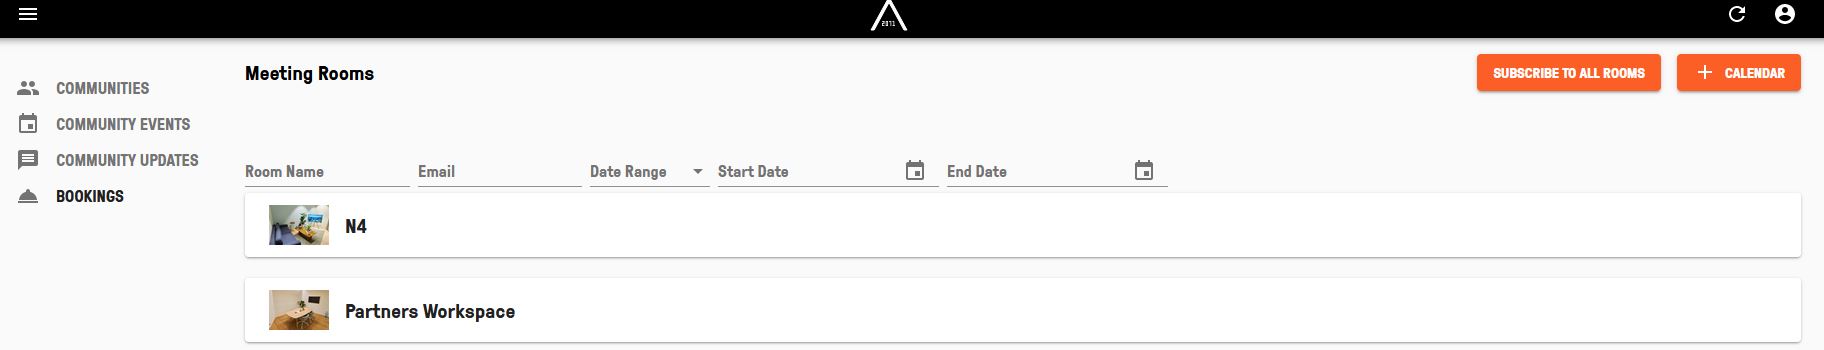 2071
Meeting Rooms
SUBSCRIBE TO ALL ROOMS
CALENDAR
COMMUNITIES
COMMUNITY EVENTS
COMMUNITY UPDATES
BOOKINGS
Room Name
Email
Date Range
Start Date
End Date
N4
Partners Workspace